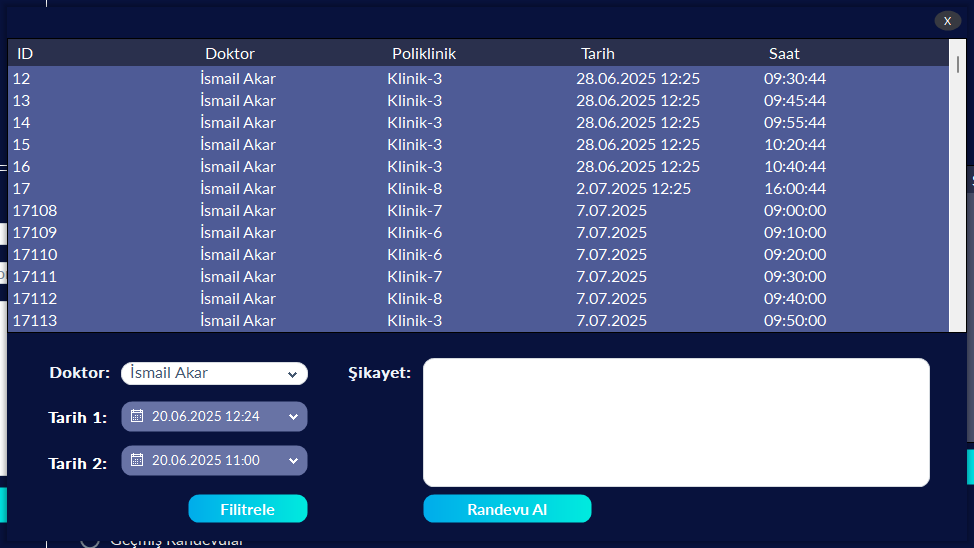 X
ID Doktor Poliklinik Tarih Saat
12 İsmail Akar Klinik-3 28.06.2025 12:25 09:30:44
13 İsmail Akar Klinik-3 28.06.2025 12:25 09:45:44
14 İsmail Akar Klinik-3 28.06.2025 12:25 09:55:44
15 İsmail Akar Klinik-3 28.06.2025 12:25 10:20:44
16 İsmail Akar Klinik-3 28.06.2025 12:25 10:40:44
17 İsmail Akar Klinik-8 2.07.2025 12:25 16:00:44
17108 İsmail Akar Klinik-7 7.07.2025 09:00:00
17109 İsmail Akar Klinik-6 7.07.2025 09:10:00
17110 İsmail Akar Klinik-6 7.07.2025 09:20:00
17111 İsmail Akar Klinik-7 7.07.2025 09:30:00
17112 İsmail Akar Klinik-8 7.07.2025 09:40:00
17113 İsmail Akar Klinik-3 7.07.2025 09:50:00
Doktor: İsmail Akar Şikayet:
Tarih 1: 20.06.2025 12:24
Tarih 2: 20.06.2025 11:00
Filitrele Randevu Al
Geçmiş Randevular